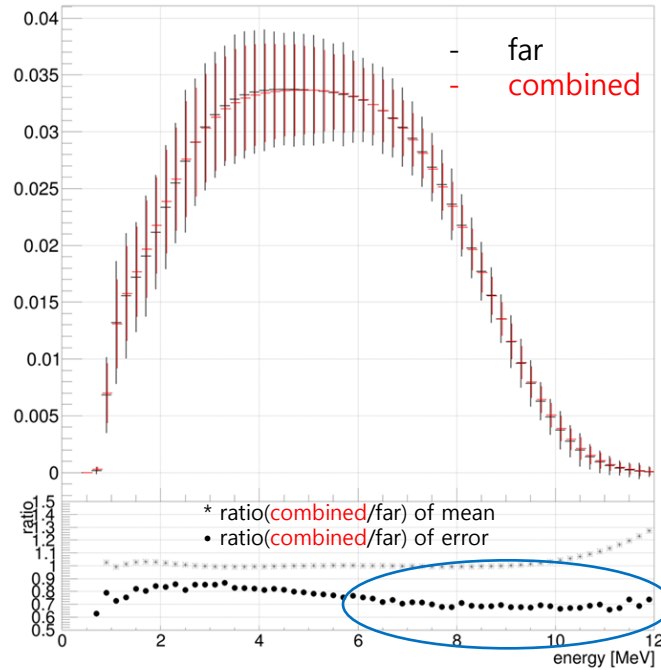 0.04
- far
0.035
- combined
0.03
0.025
0.02
0.015
0.01
0.005
0
1.5
1.4
1.3
1.2
1.1
1
0.9
0.8
0.7
0.6
0.5
ratio
* ratio(combined/far) of mean
• ratio(combined/far) of error
0 2 4 6 8 10 12
energy [MeV]